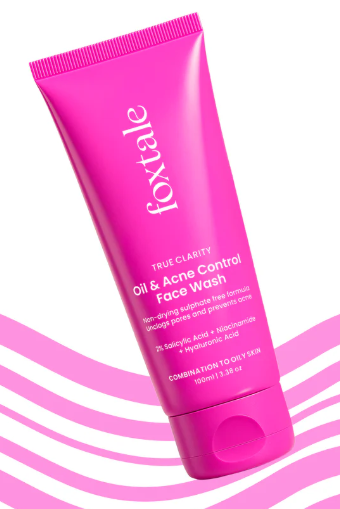 foxtale
TRUE CLARITY
Oil & Acne Control
Face Wash
Non-drying sulphate free formula
Unclogs pores and prevents acne
2% Salicylic Acid + Niacinamide
+ Hyaluronic Acid
COMBINATION TO OILY SKIN
100ml | 3.38 oz